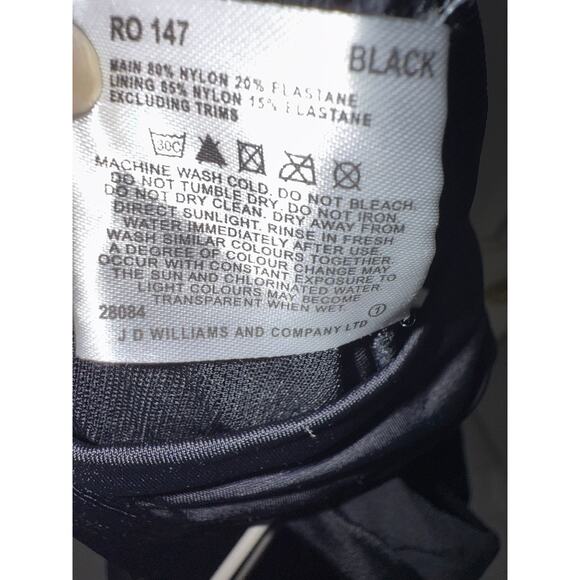 RO 147
BLACK
MAIN 80% NYLON 20% ELASTANE
LINING 85% NYLON 15% ELASTANE
EXCLUDING TRIMS
30C
MACHINE WASH COLD. DO NOT BLEACH.
DO NOT TUMBLE DRY. DO NOT IRON.
DO NOT DRY CLEAN. DRY AWAY FROM
DIRECT SUNLIGHT. RINSE IN FRESH
WATER IMMEDIATELY AFTER USE.
WASH SIMILAR COLOURS TOGETHER.
A DEGREE OF COLOUR CHANGE MAY
OCCUR WITH CONSTANT EXPOSURE TO
THE SUN AND CHLORINATED WATER.
LIGHT COLOURS MAY BECOME
TRANSPARENT WHEN WET.
28084
1
J D WILLIAMS AND COMPANY LTD